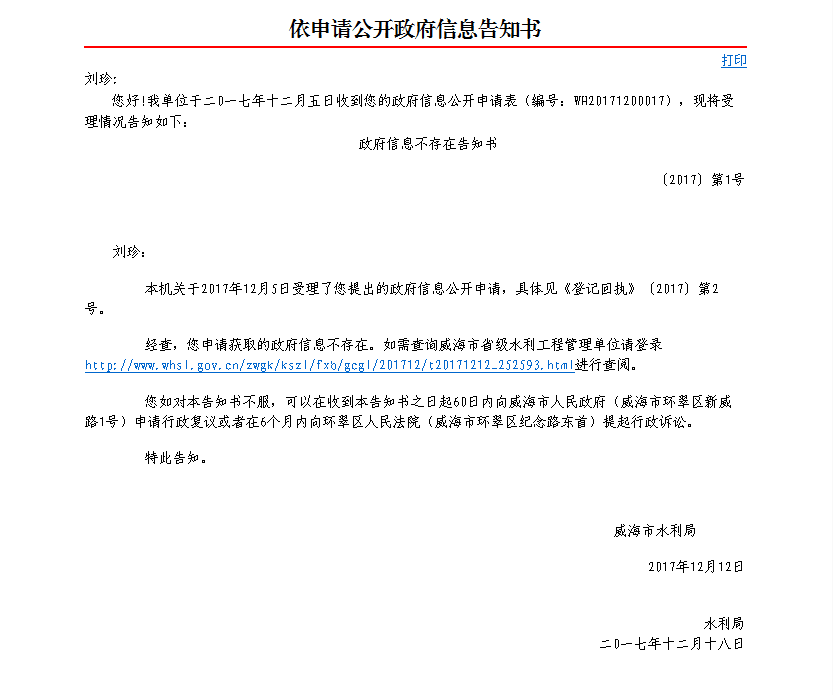 依申请公开政府信息告知书
打印
刘珍:
您好!我单位于二0一七年十二月五日收到您的政府信息公开申请表（编号：WH20171200017），现将受
理情况告知如下：
政府信息不存在告知书
〔2017〕第1号
刘珍：
本机关于2017年12月5日受理了您提出的政府信息公开申请，具体见《登记回执》〔2017〕第2
号。
经查，您申请获取的政府信息不存在。如需查询威海市省级水利工程管理单位请登录
http://www.whsl.gov.cn/zwgk/kszl/fxb/gcgl/201712/t20171212_252593.html进行查阅。
您如对本告知书不服，可以在收到本告知书之日起60日内向威海市人民政府（威海市环翠区新威
路1号）申请行政复议或者在6个月内向环翠区人民法院（威海市环翠区纪念路东首）提起行政诉讼。
特此告知。
威海市水利局
2017年12月12日
水利局
二0一七年十二月十八日